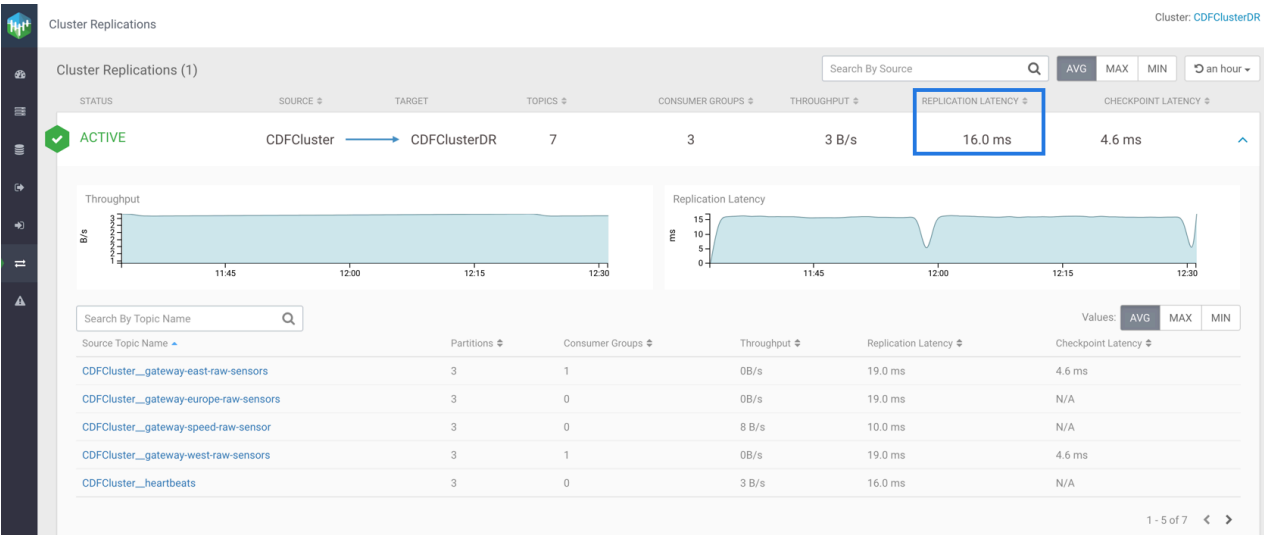 Cluster Replications
Cluster: CDFClusterDR
Cluster Replications (1)
Search By Source
AVG MAX MIN
an hour
STATUS SOURCE TARGET TOPICS CONSUMER GROUPS THROUGHPUT REPLICATION LATENCY CHECKPOINT LATENCY
ACTIVE CDFCluster CDFClusterDR 7 3 3 B/s 16.0 ms 4.6 ms
Throughput
B/s
3
3
2
2
2
2
2
1
11:45 12:00 12:15 12:30
Replication Latency
ms
15
10
5
0
11:45 12:00 12:15 12:30
Search By Topic Name
Values: AVG MAX MIN
Source Topic Name Partitions Consumer Groups Throughput Replication Latency Checkpoint Latency
CDFCluster__gateway-east-raw-sensors 3 1 0B/s 19.0 ms 4.6 ms
CDFCluster__gateway-europe-raw-sensors 3 0 0B/s 19.0 ms N/A
CDFCluster__gateway-speed-raw-sensor 3 0 8 B/s 10.0 ms N/A
CDFCluster__gateway-west-raw-sensors 3 1 0B/s 19.0 ms 4.6 ms
CDFCluster__heartbeats 3 0 3 B/s 16.0 ms N/A
1 - 5 of 7